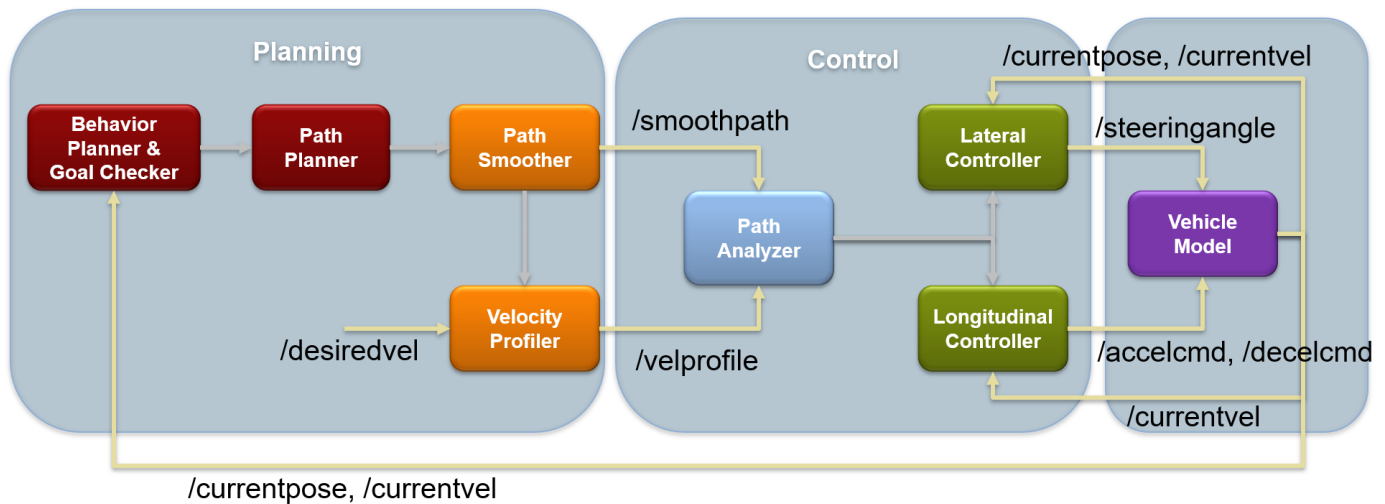 Planning
Control
/currentpose, /currentvel
Behavior
Planner &
Goal Checker
Path
Planner
Path
Smoother
/smoothpath
Lateral
Controller
/steeringangle
Path
Analyzer
Vehicle
Model
/desiredvel
Velocity
Profiler
/velprofile
Longitudinal
Controller
/accelcmd, /decelcmd
/currentvel
/currentpose, /currentvel